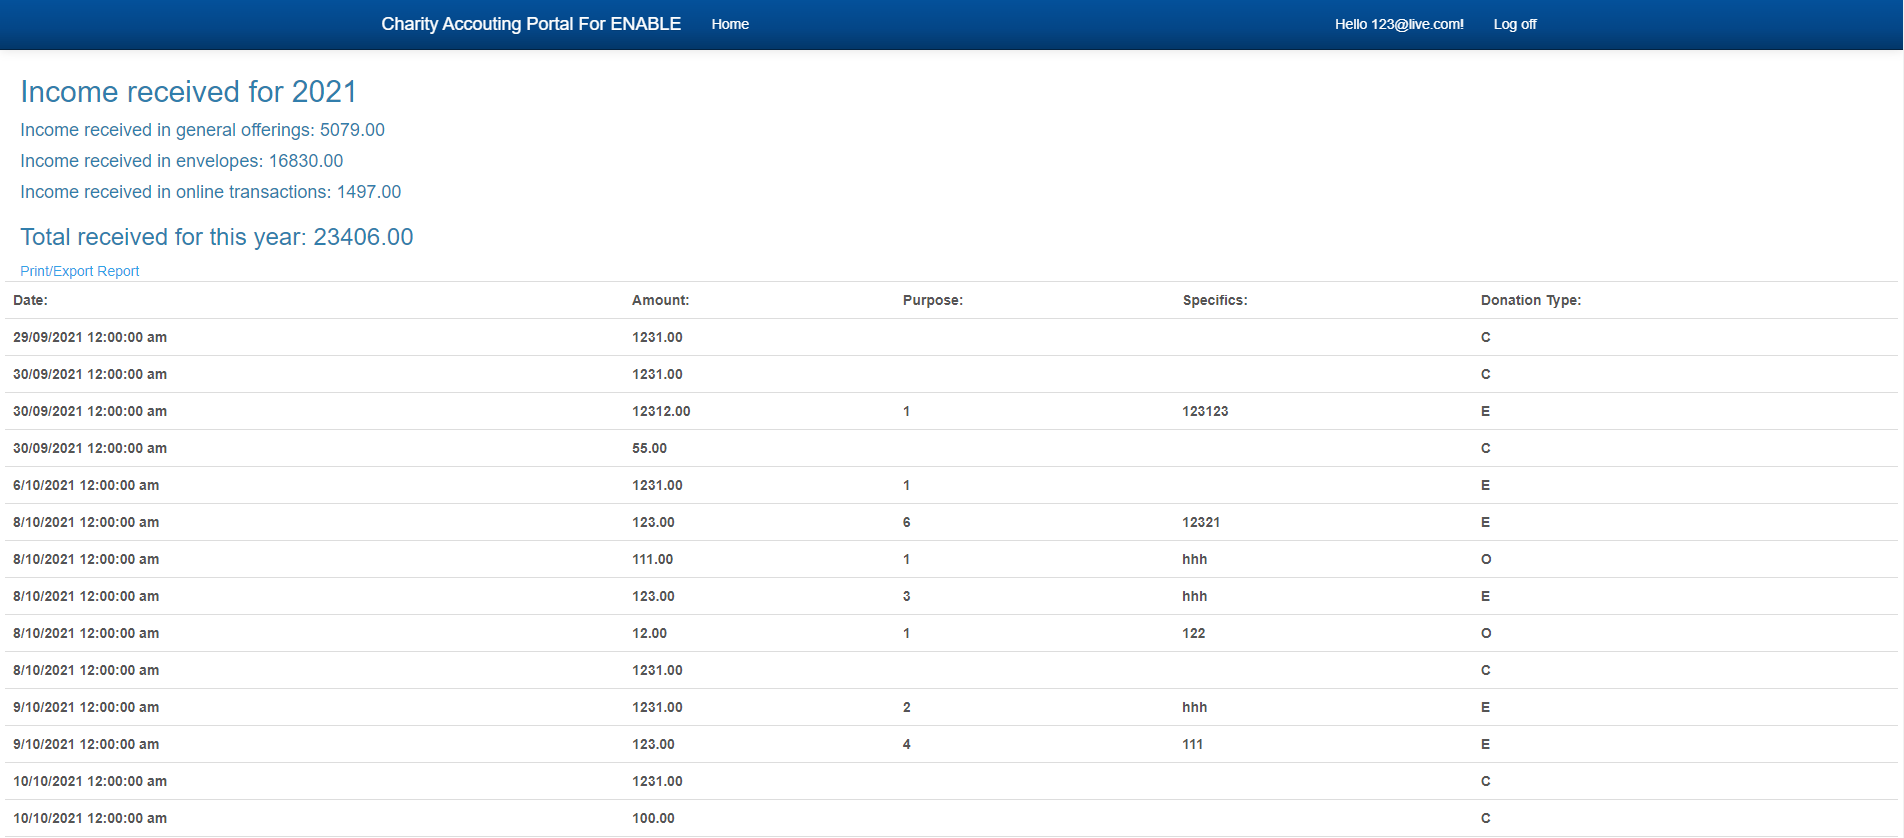 Charity Accouting Portal For ENABLE Home Hello 123@live.com! Log off
Income received for 2021
Income received in general offerings: 5079.00
Income received in envelopes: 16830.00
Income received in online transactions: 1497.00
Total received for this year: 23406.00
Print/Export Report
Date: Amount: Purpose: Specifics: Donation Type:
29/09/2021 12:00:00 am 1231.00 C
30/09/2021 12:00:00 am 1231.00 C
30/09/2021 12:00:00 am 12312.00 1 123123 E
30/09/2021 12:00:00 am 55.00 C
6/10/2021 12:00:00 am 1231.00 1 E
8/10/2021 12:00:00 am 123.00 6 12321 E
8/10/2021 12:00:00 am 111.00 1 hhh O
8/10/2021 12:00:00 am 123.00 3 hhh E
8/10/2021 12:00:00 am 12.00 1 122 O
8/10/2021 12:00:00 am 1231.00 C
9/10/2021 12:00:00 am 1231.00 2 hhh E
9/10/2021 12:00:00 am 123.00 4 111 E
10/10/2021 12:00:00 am 1231.00 C
10/10/2021 12:00:00 am 100.00 C